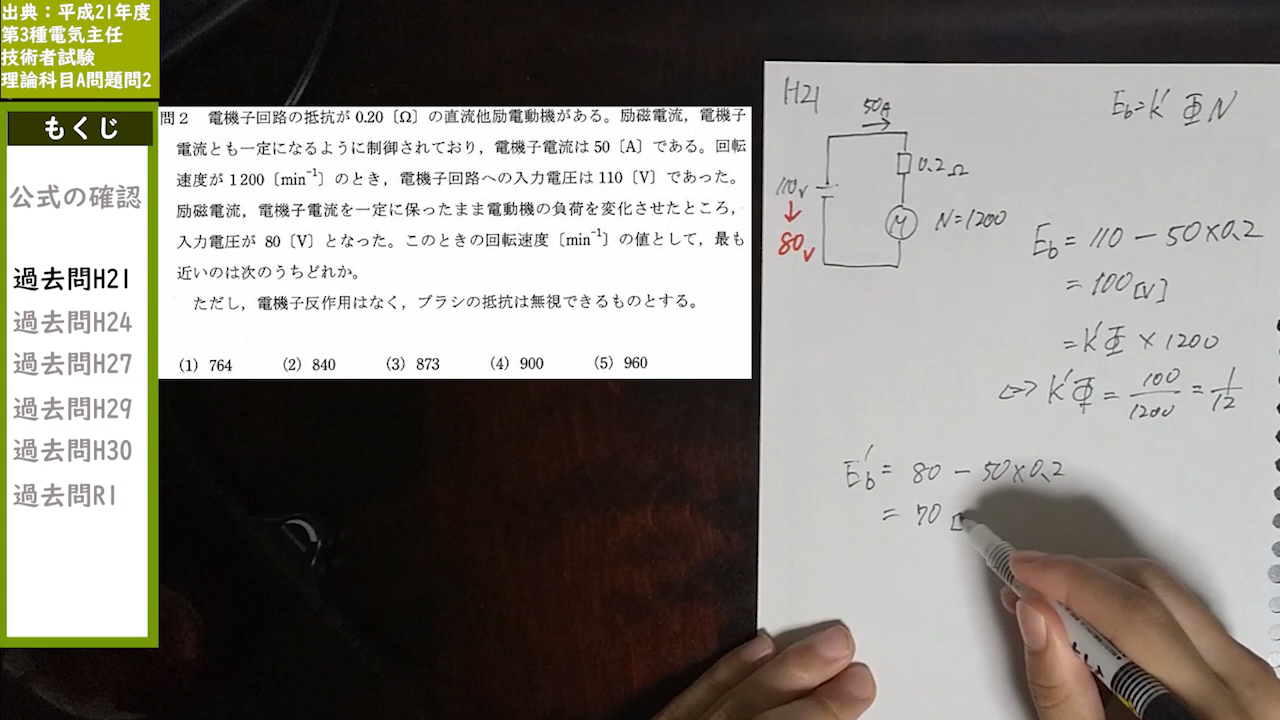 出典：平成21年度
第3種電気主任
技術者試験
理論科目A問題問2
もくじ
公式の確認
過去問H21
過去問H24
過去問H27
過去問H29
過去問H30
過去問R1
問2 電機子回路の抵抗が 0.20〔Ω〕の直流他励電動機がある。励磁電流，電機子
電流とも一定になるように制御されており，電機子電流は 50〔A〕である。回転
速度が 1200〔min⁻¹〕のとき，電機子回路への入力電圧は 110〔V〕であった。
励磁電流，電機子電流を一定に保ったまま電動機の負荷を変化させたところ，
入力電圧が 80〔V〕となった。このときの回転速度〔min⁻¹〕の値として，最も
近いのは次のうちどれか。
ただし，電機子反作用はなく，ブラシの抵抗は無視できるものとする。
(1) 764 (2) 840 (3) 873 (4) 900 (5) 960
H21
50A
0.2Ω
110V
↓
80V
M
N=1200
Eb=K'ΦN
Eb = 110 − 50×0.2
= 100[V]
= K'Φ × 1200
⇔ K'Φ = 100/1200 = 1/12
Eb' = 80 − 50×0.2
= 70 [